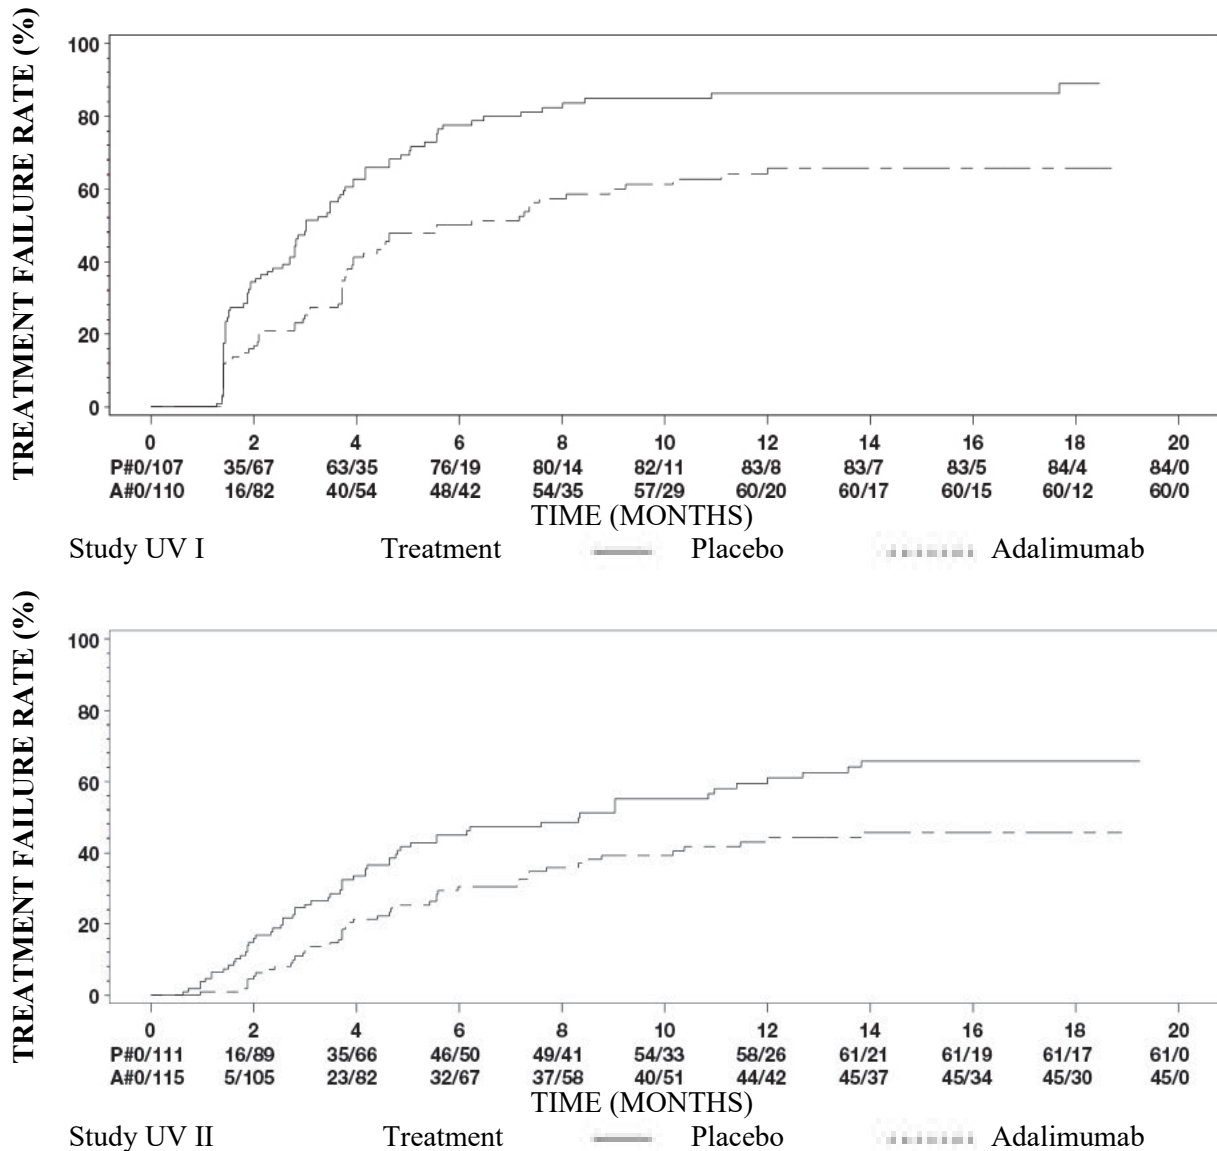 TREATMENT FAILURE RATE (%)
100
80
60
40
20
0
0 2 4 6 8 10 12 14 16 18 20
P#0/107 35/67 63/35 76/19 80/14 82/11 83/8 83/7 83/5 84/4 84/0
A#0/110 16/82 40/54 48/42 54/35 57/29 60/20 60/17 60/15 60/12 60/0
TIME (MONTHS)
Study UV I Treatment Placebo Adalimumab
TREATMENT FAILURE RATE (%)
100
80
60
40
20
0
0 2 4 6 8 10 12 14 16 18 20
P#0/111 16/89 35/66 46/50 49/41 54/33 58/26 61/21 61/19 61/17 61/0
A#0/115 5/105 23/82 32/67 37/58 40/51 44/42 45/37 45/34 45/30 45/0
TIME (MONTHS)
Study UV II Treatment Placebo Adalimumab